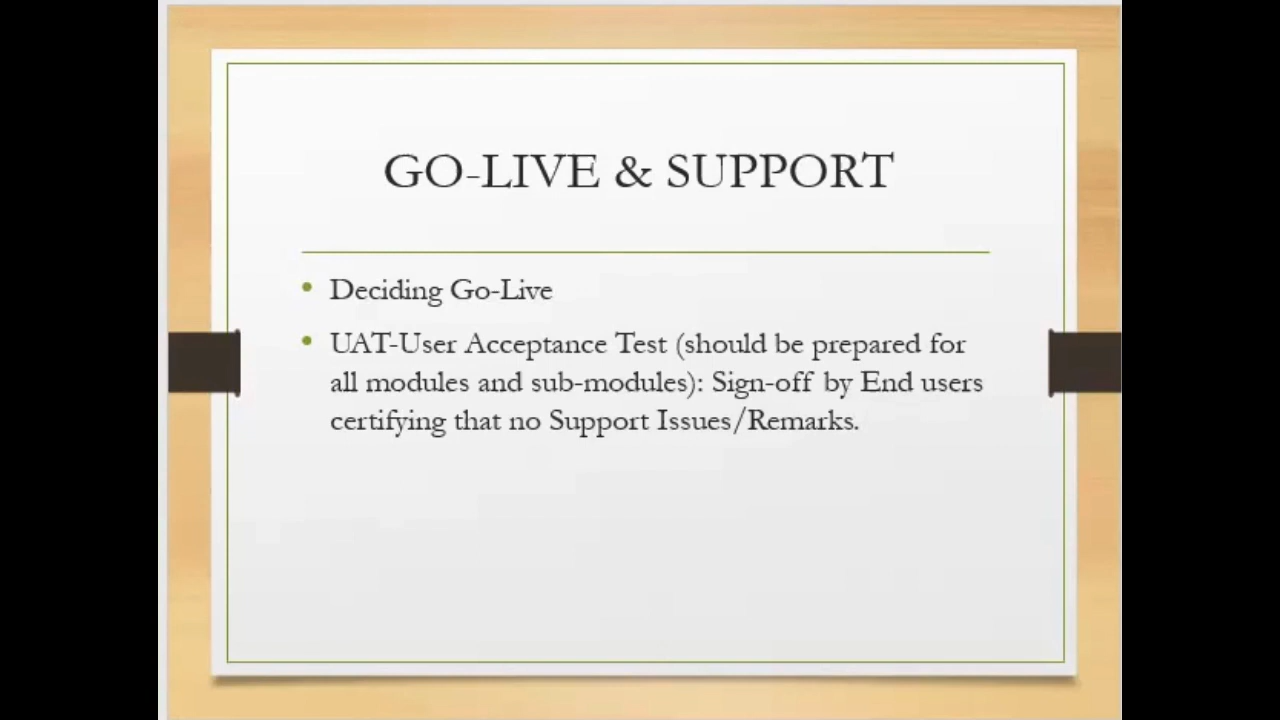 GO-LIVE & SUPPORT
• Deciding Go-Live
• UAT-User Acceptance Test (should be prepared for
all modules and sub-modules): Sign-off by End users
certifying that no Support Issues/Remarks.